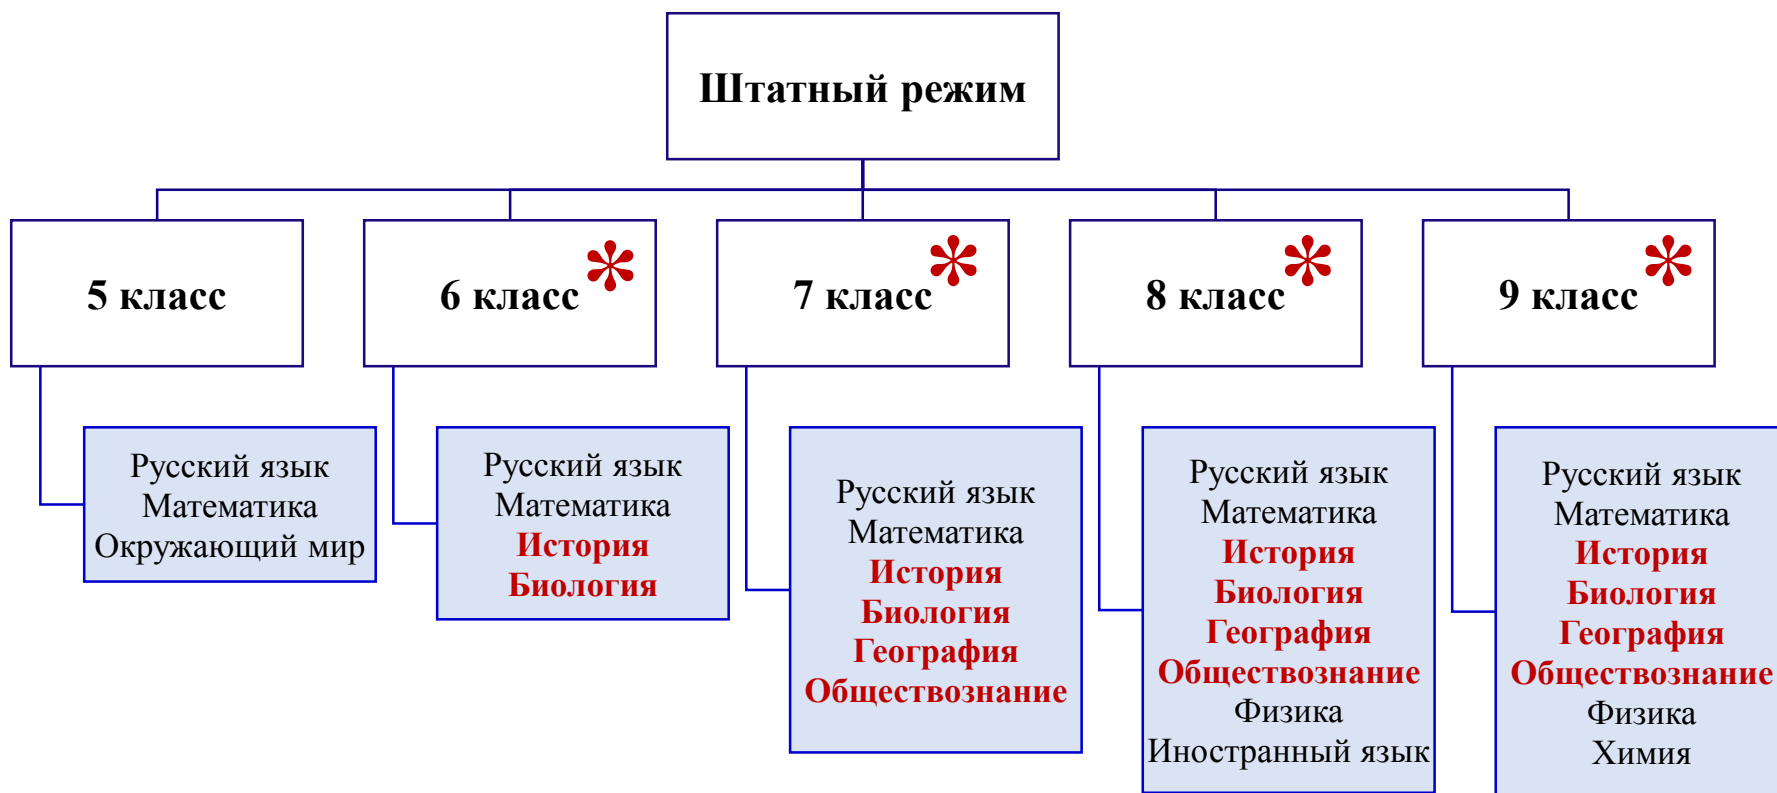 Штатный режим
5 класс
6 класс *
7 класс *
8 класс *
9 класс *
Русский язык
Математика
Окружающий мир
Русский язык
Математика
История
Биология
Русский язык
Математика
История
Биология
География
Обществознание
Русский язык
Математика
История
Биология
География
Обществознание
Физика
Иностранный язык
Русский язык
Математика
История
Биология
География
Обществознание
Физика
Химия